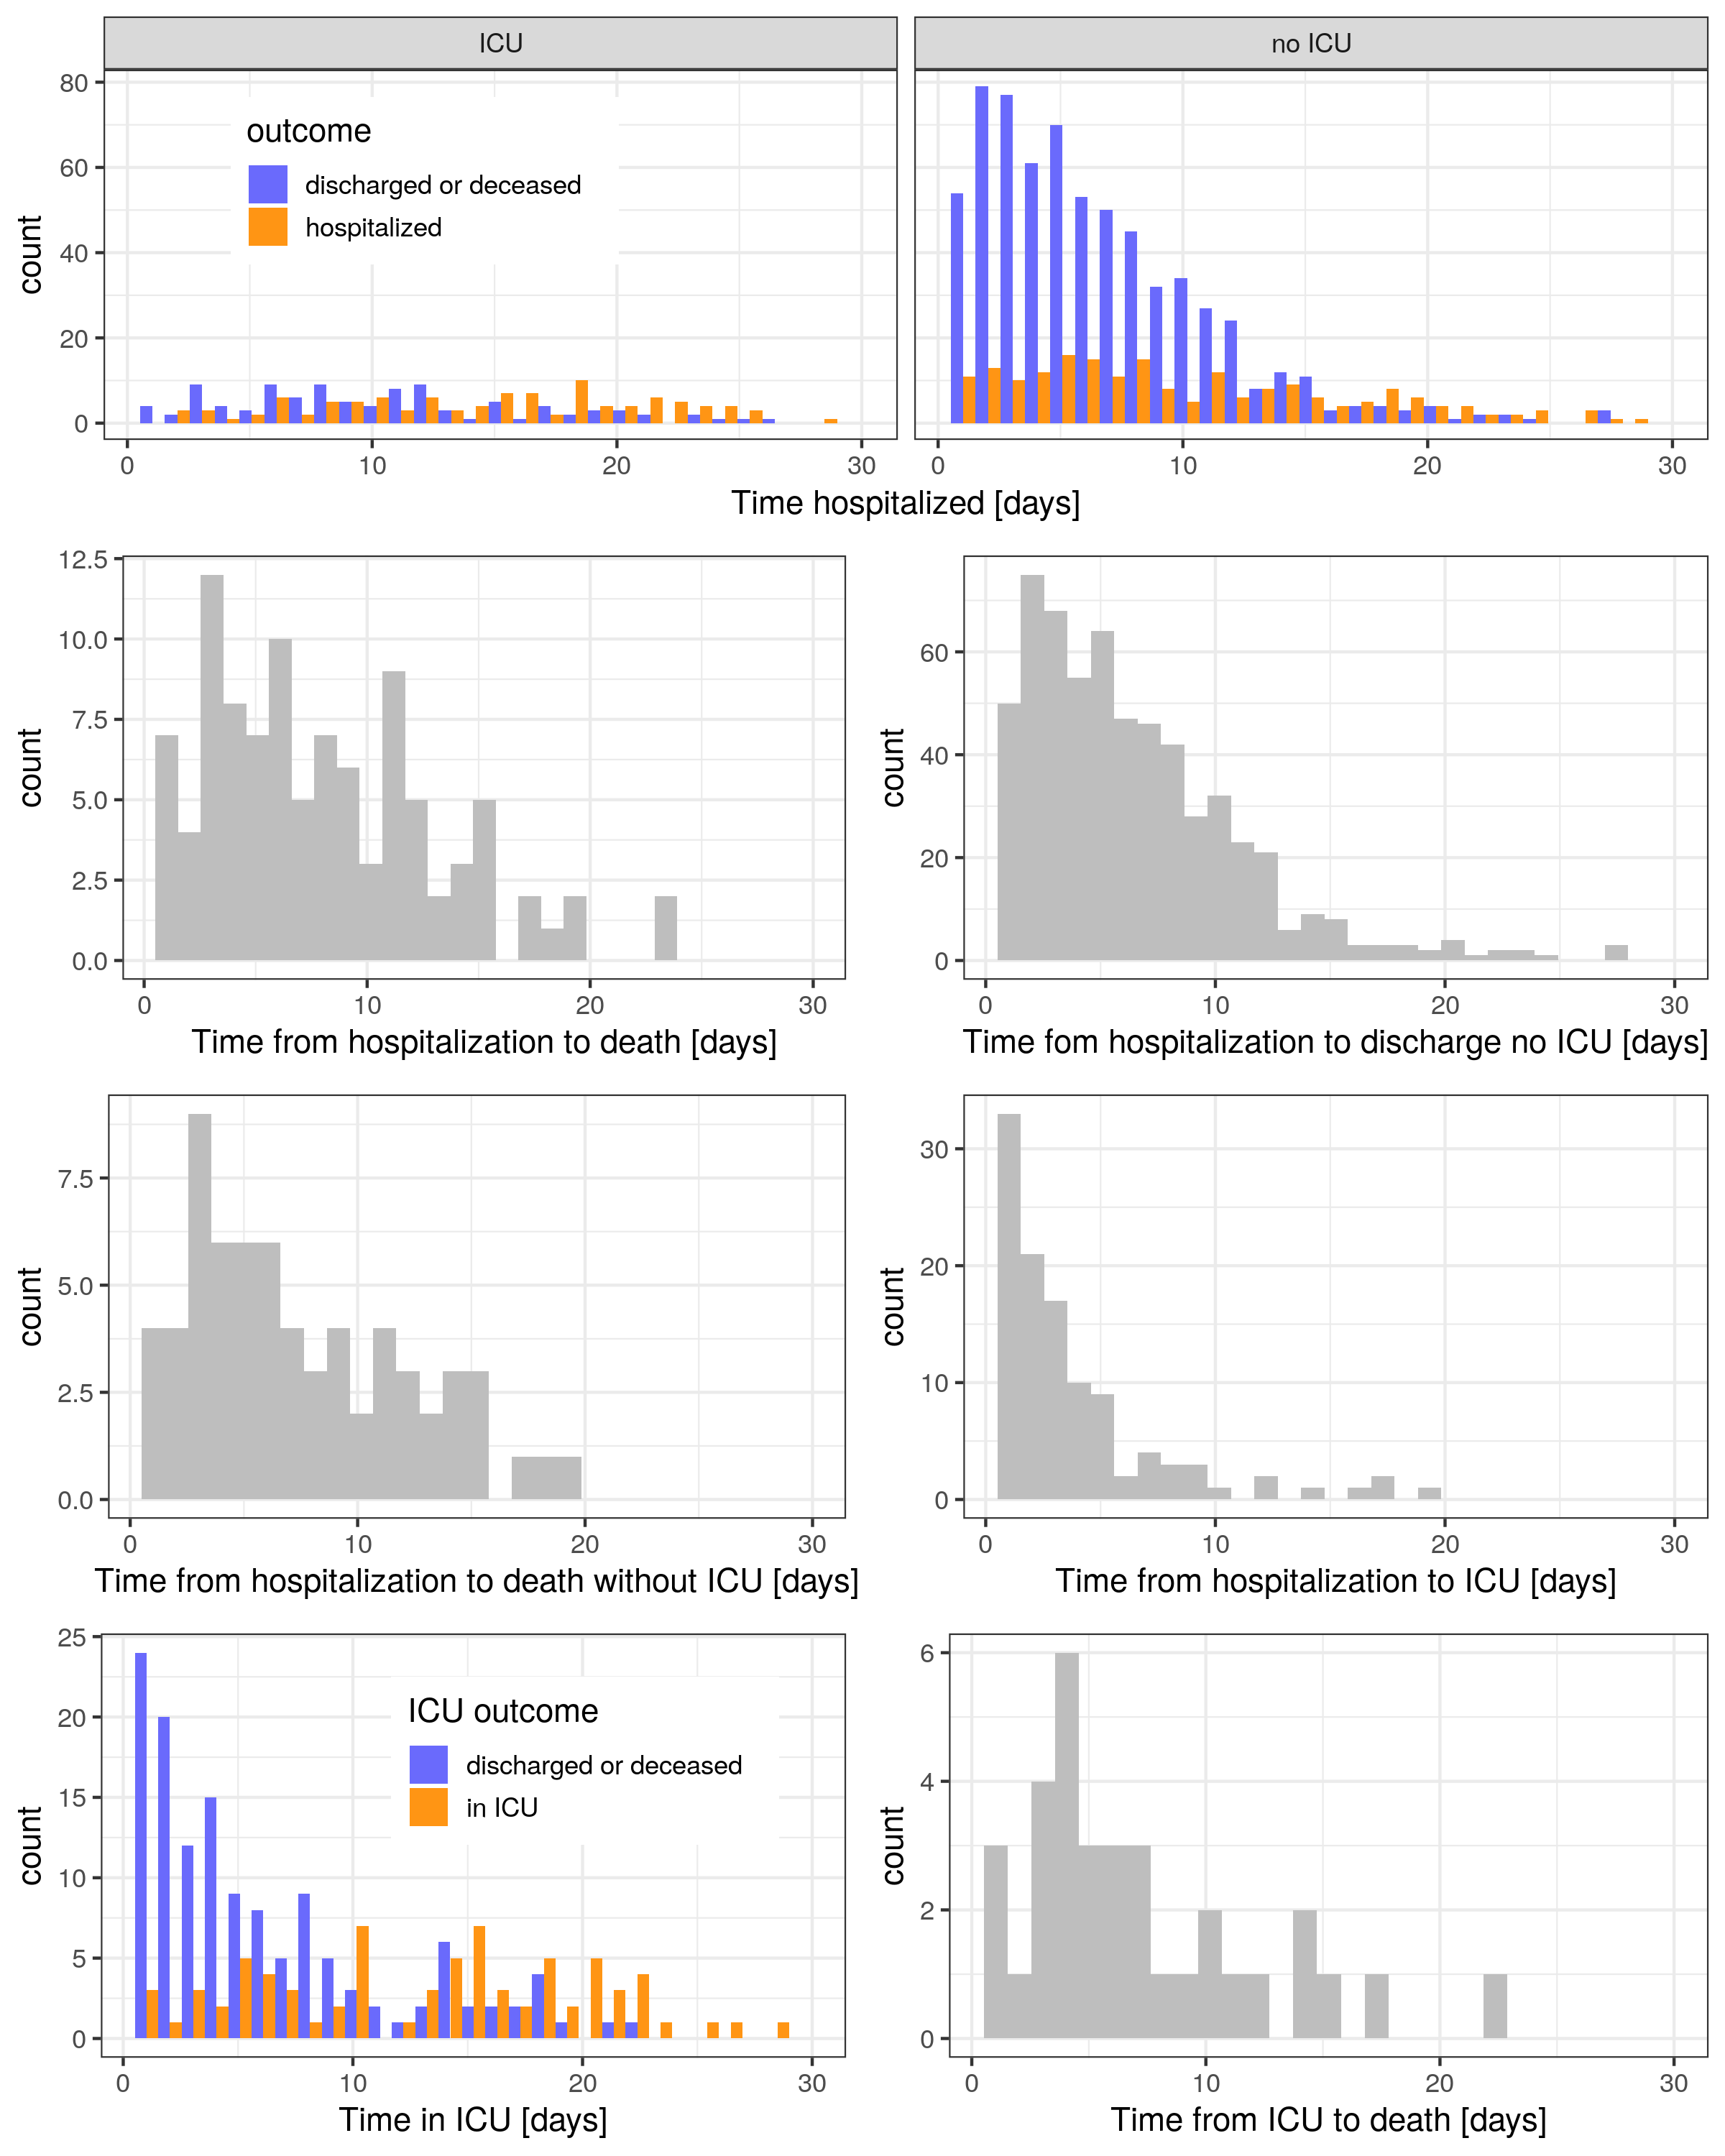 ICU
no ICU
80
60
40
20
0
count
outcome
discharged or deceased
hospitalized
0 10 20 30
0 10 20 30
Time hospitalized [days]
12.5
10.0
7.5
5.0
2.5
0.0
count
0 10 20 30
Time from hospitalization to death [days]
60
40
20
0
count
0 10 20 30
Time fom hospitalization to discharge no ICU [days]
7.5
5.0
2.5
0.0
count
0 10 20 30
Time from hospitalization to death without ICU [days]
30
20
10
0
count
0 10 20 30
Time from hospitalization to ICU [days]
25
20
15
10
5
0
count
ICU outcome
discharged or deceased
in ICU
0 10 20 30
Time in ICU [days]
6
4
2
0
count
0 10 20 30
Time from ICU to death [days]